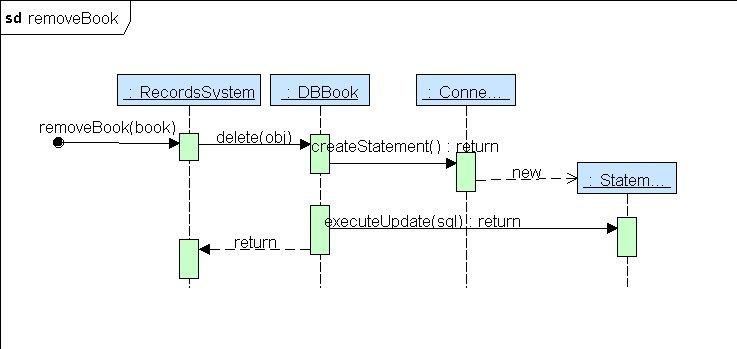 sd removeBook
: RecordsSystem
: DBBook
: Conne...
removeBook(book)
delete(obj)
createStatement() : return
new
: Statem...
executeUpdate(sql) : return
return